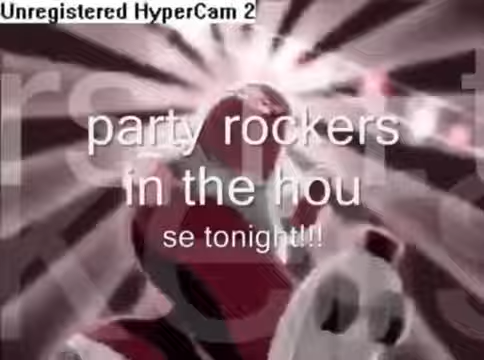 Unregistered HyperCam 2
party rockers
in the hou
se tonight!!!